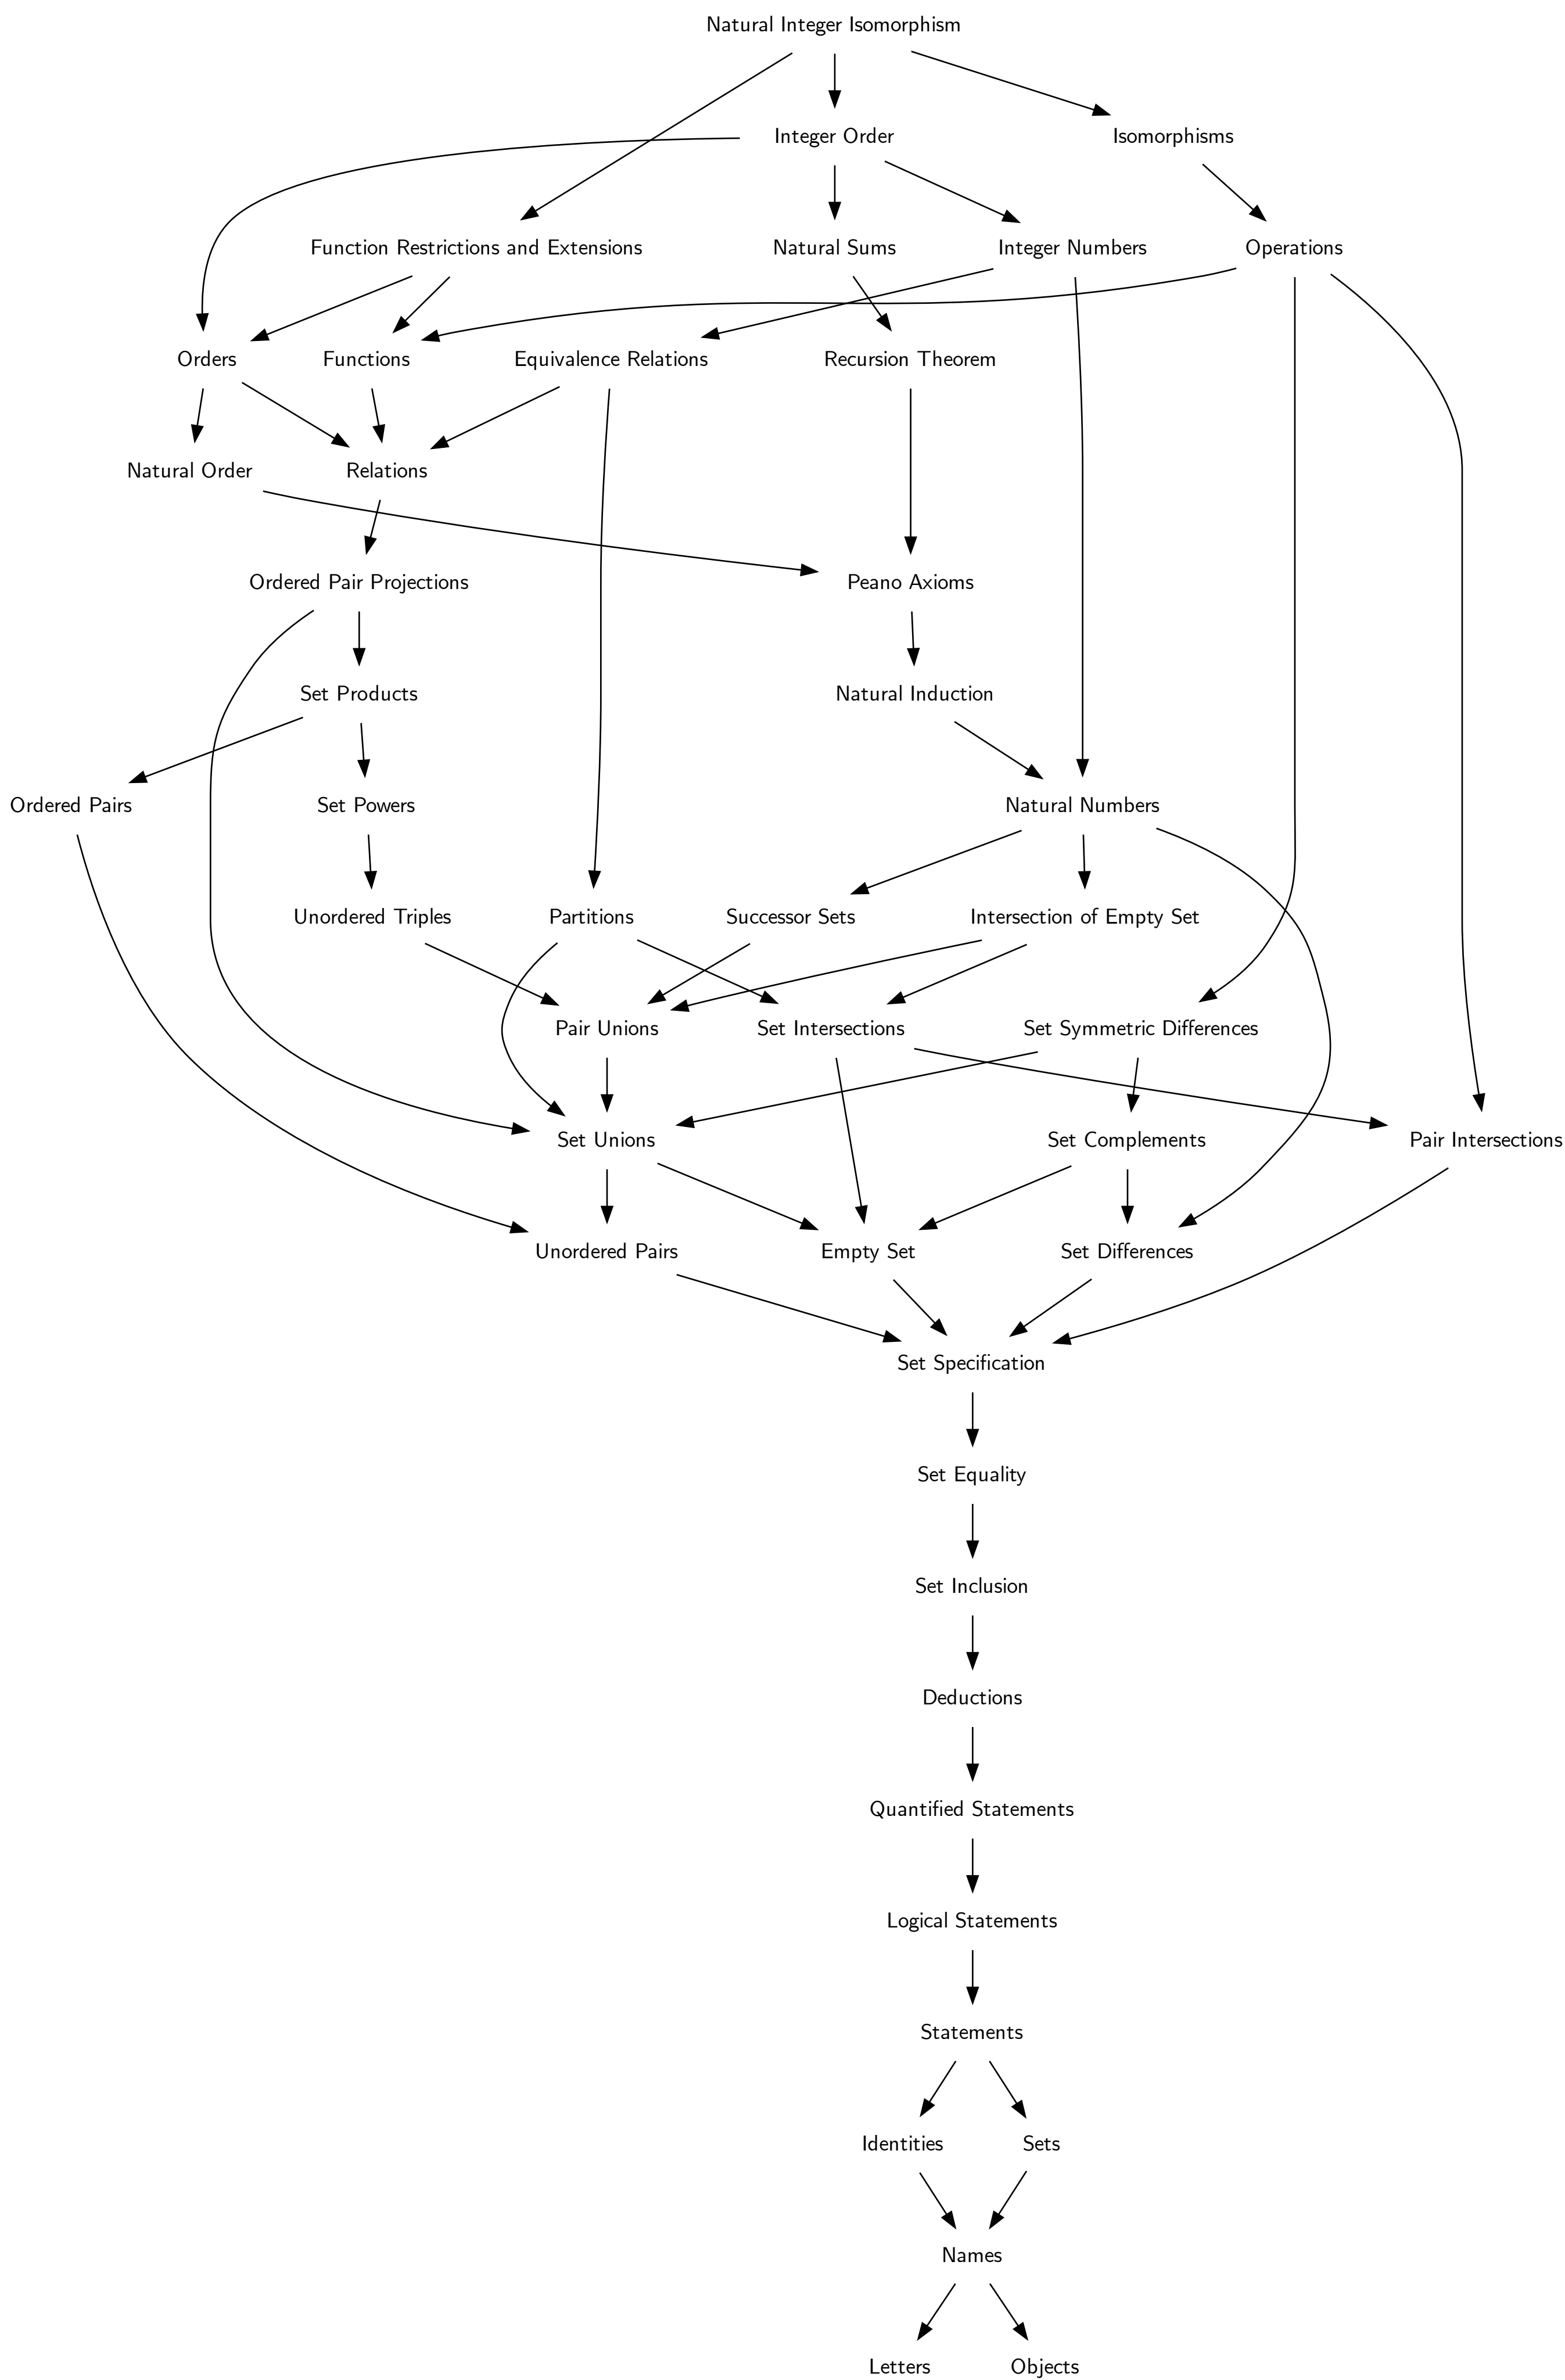 Natural Integer Isomorphism
Integer Order
Isomorphisms
Function Restrictions and Extensions
Natural Sums
Integer Numbers
Operations
Orders
Functions
Equivalence Relations
Recursion Theorem
Natural Order
Relations
Ordered Pair Projections
Peano Axioms
Set Products
Natural Induction
Ordered Pairs
Set Powers
Natural Numbers
Unordered Triples
Partitions
Successor Sets
Intersection of Empty Set
Pair Unions
Set Intersections
Set Symmetric Differences
Set Unions
Set Complements
Pair Intersections
Unordered Pairs
Empty Set
Set Differences
Set Specification
Set Equality
Set Inclusion
Deductions
Quantified Statements
Logical Statements
Statements
Identities
Sets
Names
Letters
Objects